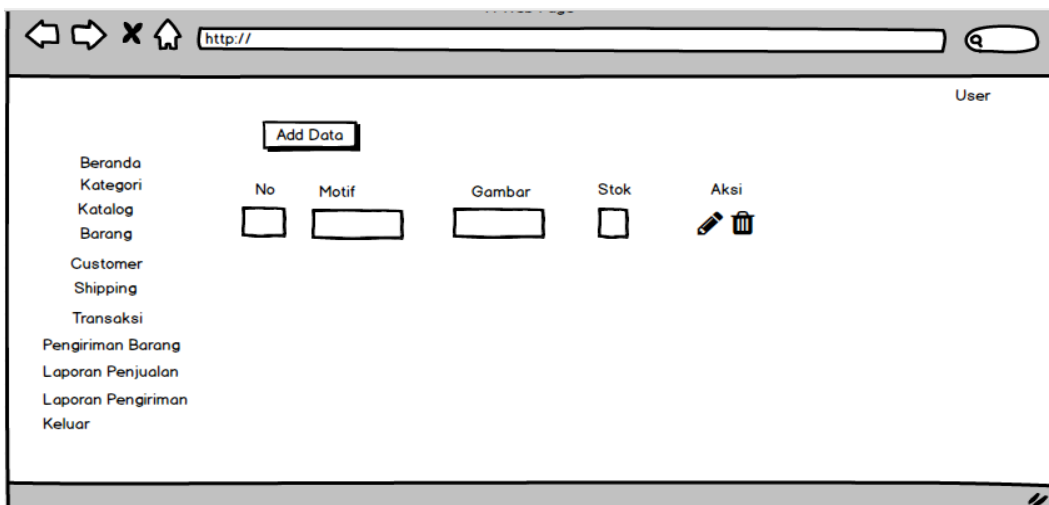 http://
User
Add Data
Beranda
Kategori
Katalog
Barang
Customer
Shipping
Transaksi
Pengiriman Barang
Laporan Penjualan
Laporan Pengiriman
Keluar
No Motif Gambar Stok Aksi